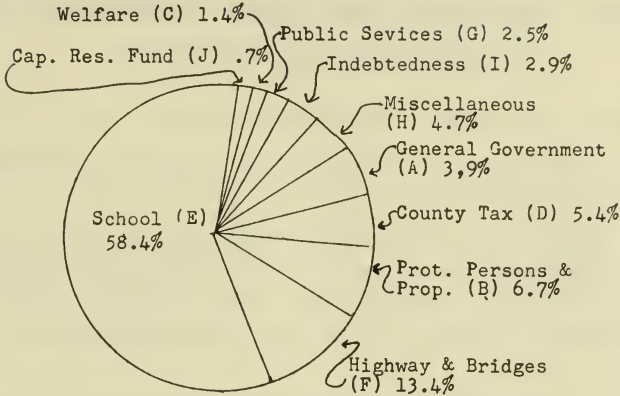 Welfare (C) 1.4%
Public Sevices (G) 2.5%
Cap. Res. Fund (J) .7%
Indebtedness (I) 2.9%
Miscellaneous
(H) 4.7%
General Government
(A) 3,9%
School (E)
58.4%
County Tax (D) 5.4%
Prot. Persons &
Prop. (B) 6.7%
Highway & Bridges
(F) 13.4%